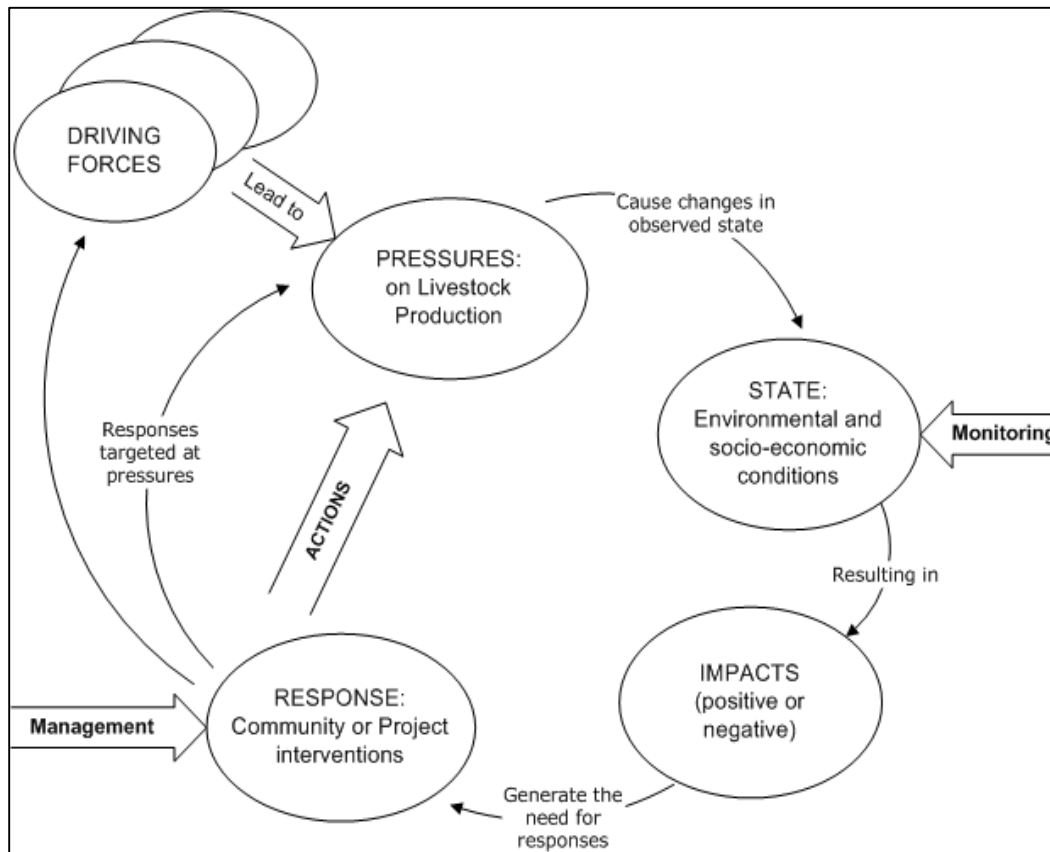 DRIVING
FORCES
Lead to
PRESSURES:
on Livestock
Production
Cause changes in
observed state
STATE:
Environmental and
socio-economic
conditions
Monitoring
Responses
targeted at
pressures
ACTIONS
Resulting in
IMPACTS
(positive or
negative)
RESPONSE:
Community or Project
interventions
Management
Generate the
need for
responses